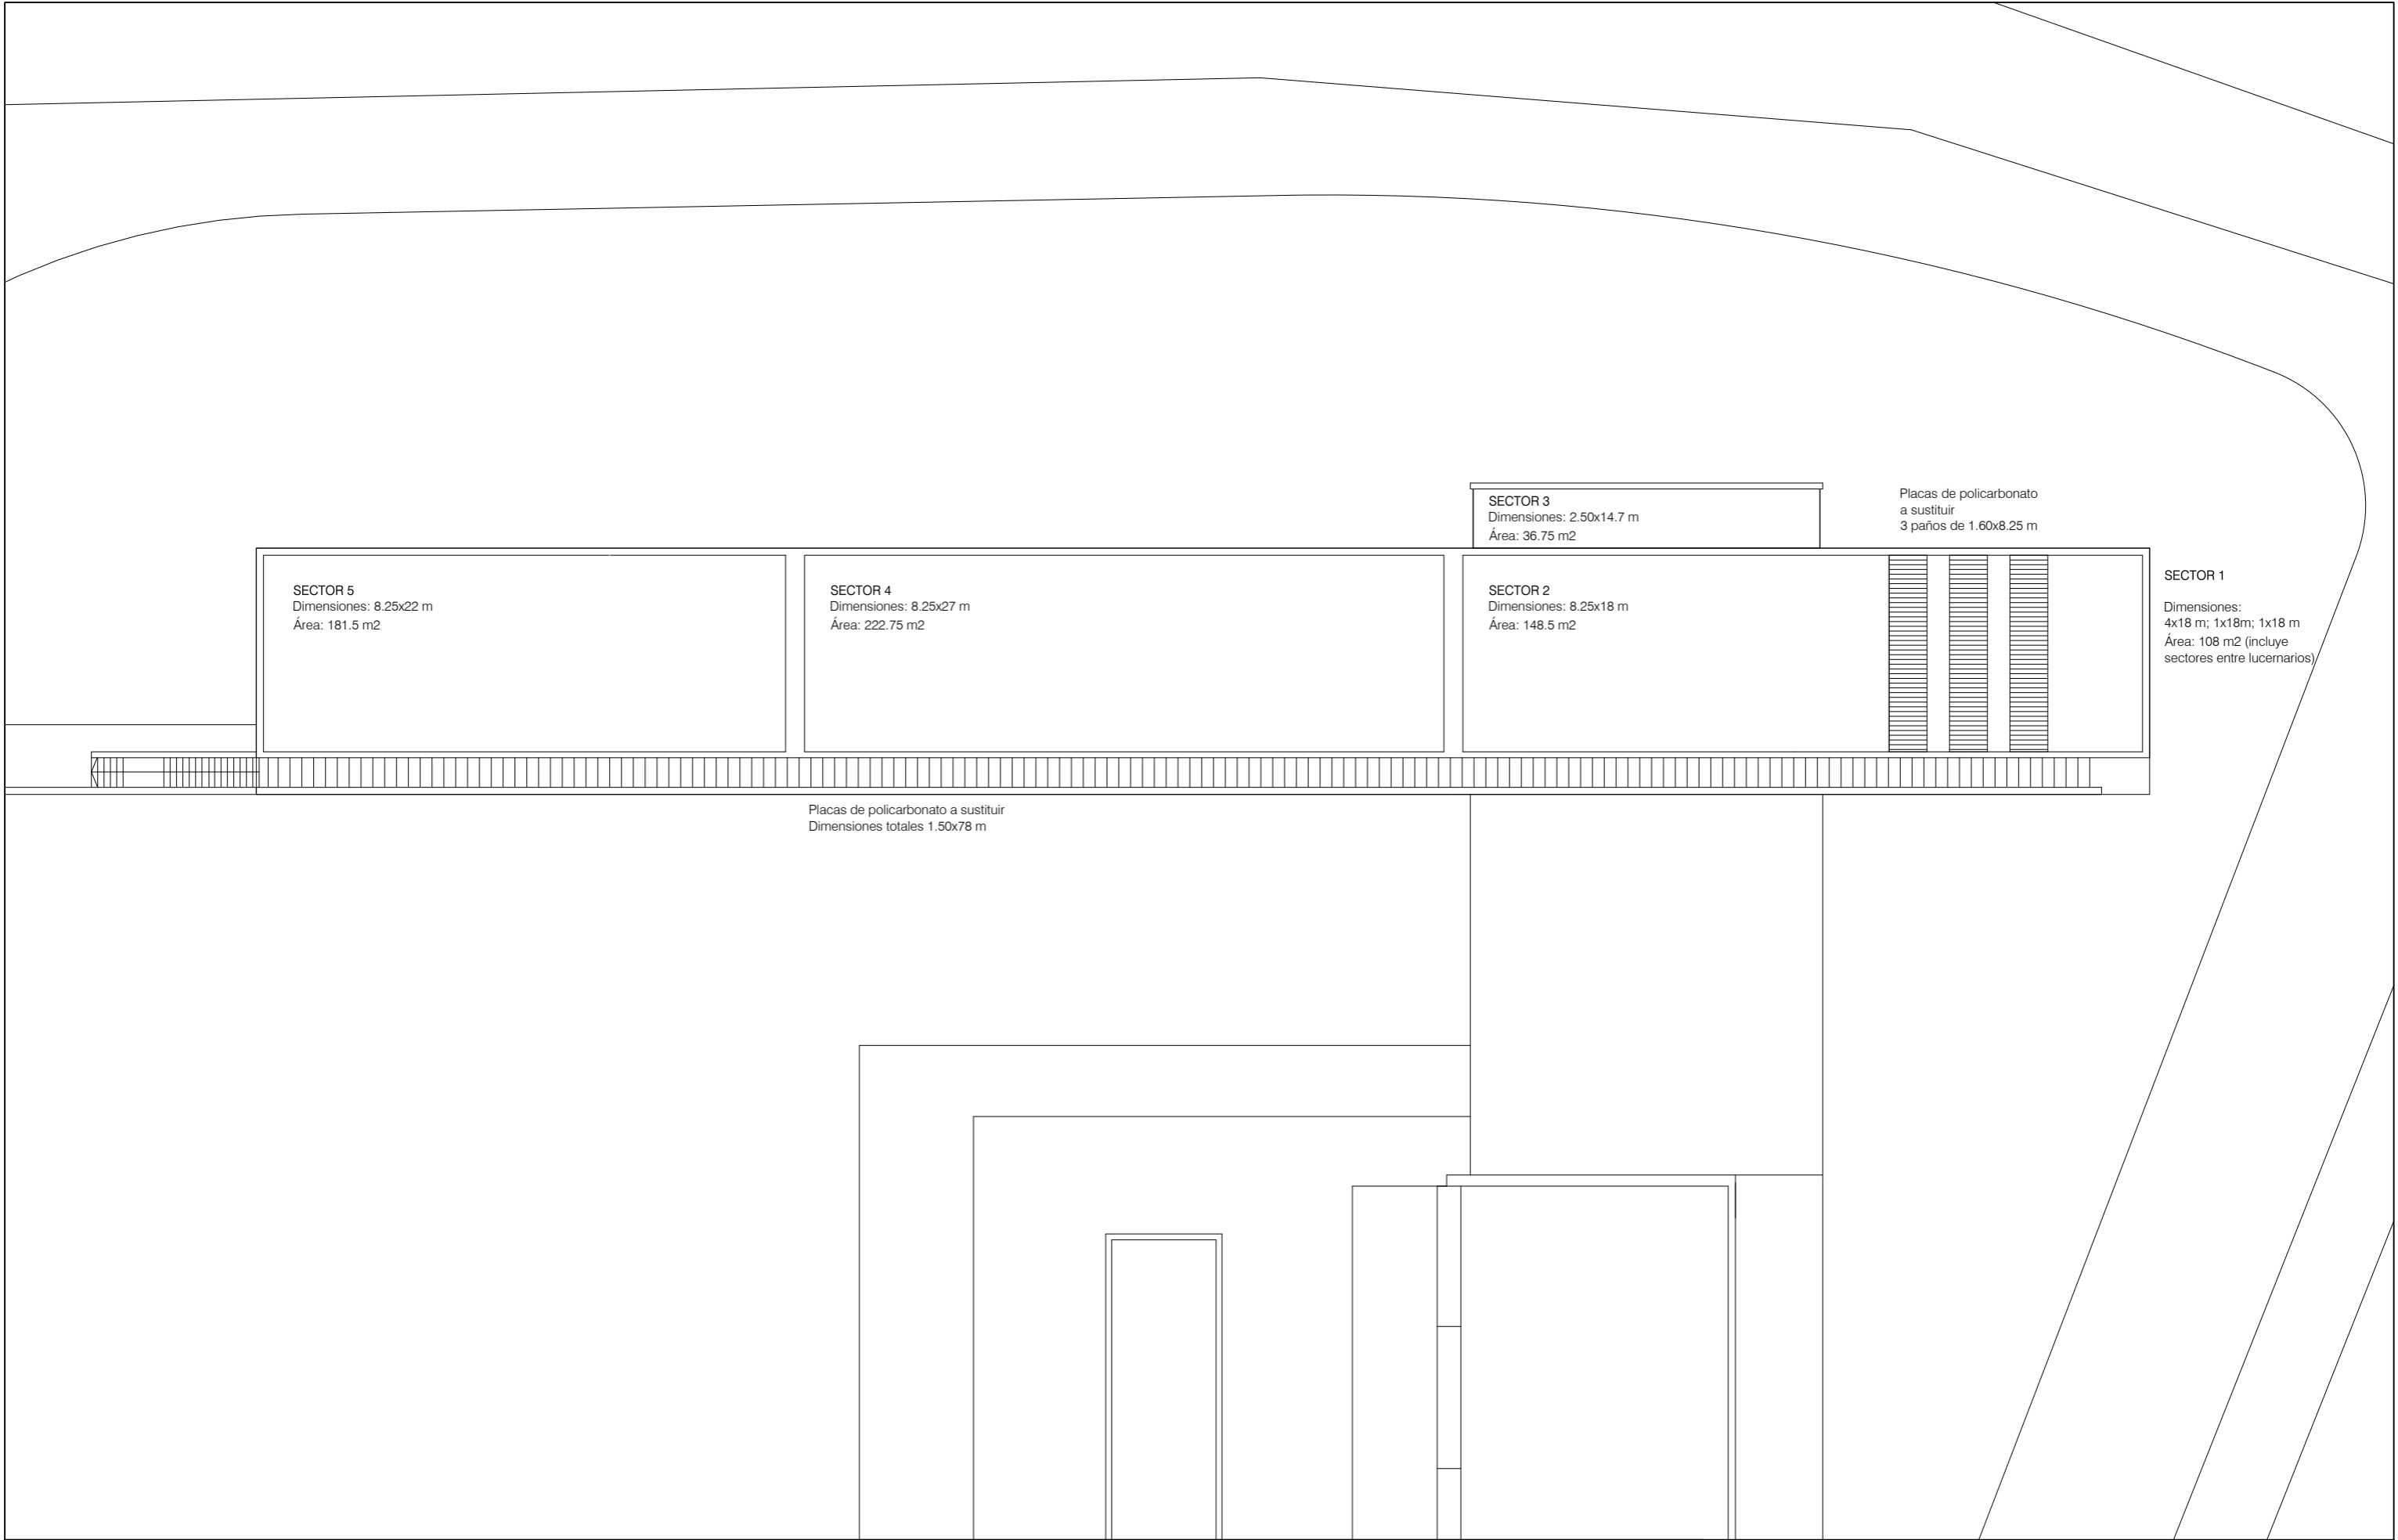 SECTOR 3
Dimensiones: 2.50x14.7 m
Área: 36.75 m2
Placas de policarbonato
a sustituir
3 paños de 1.60x8.25 m
SECTOR 5
Dimensiones: 8.25x22 m
Área: 181.5 m2
SECTOR 4
Dimensiones: 8.25x27 m
Área: 222.75 m2
SECTOR 2
Dimensiones: 8.25x18 m
Área: 148.5 m2
SECTOR 1
Dimensiones:
4x18 m; 1x18m; 1x18 m
Área: 108 m2 (incluye
sectores entre lucernarios)
Placas de policarbonato a sustituir
Dimensiones totales 1.50x78 m